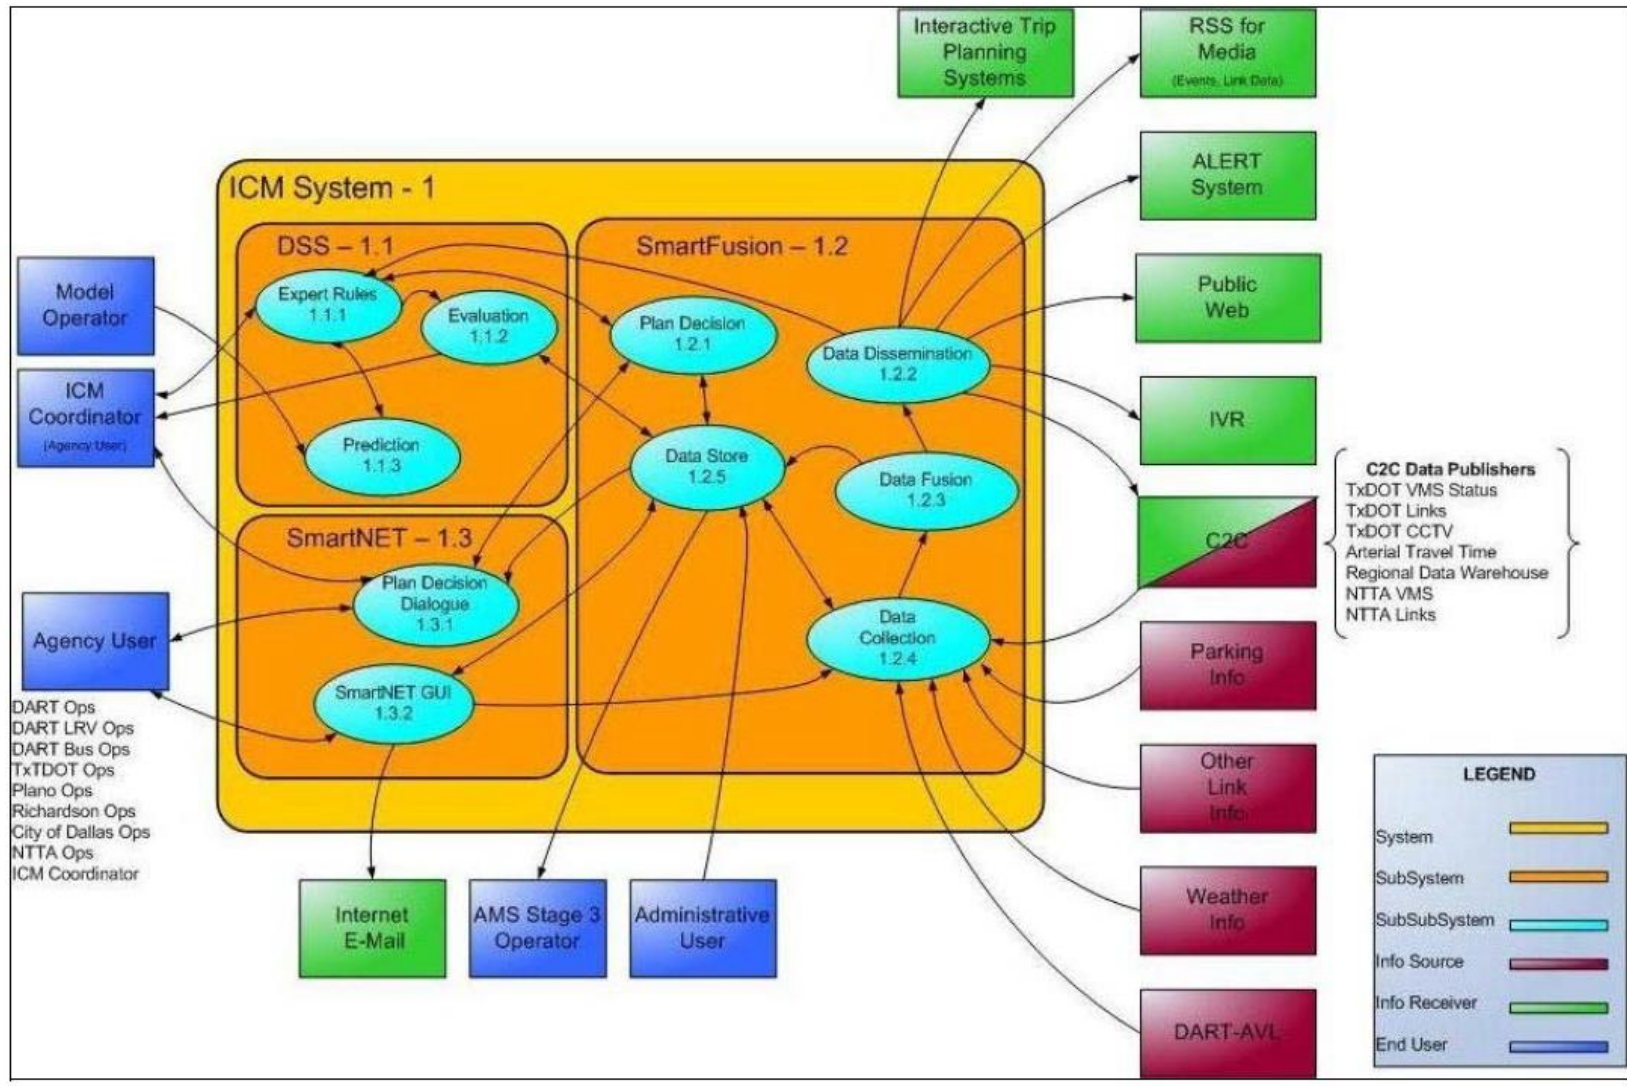 Interactive Trip
Planning
Systems
RSS for
Media
(Events, Link Data)
ALERT
System
ICM System - 1
DSS – 1.1
SmartFusion – 1.2
Model
Operator
Expert Rules
1.1.1
Evaluation
1.1.2
Plan Decision
1.2.1
Data Dissemination
1.2.2
Public
Web
ICM
Coordinator
(Agency User)
Prediction
1.1.3
Data Store
1.2.5
Data Fusion
1.2.3
IVR
C2C
C2C Data Publishers
TxDOT VMS Status
TxDOT Links
TxDOT CCTV
Arterial Travel Time
Regional Data Warehouse
NTTA VMS
NTTA Links
SmartNET – 1.3
Plan Decision
Dialogue
1.3.1
Data
Collection
1.2.4
Agency User
SmartNET GUI
1.3.2
Parking
Info
DART Ops
DART LRV Ops
DART Bus Ops
TxTDOT Ops
Plano Ops
Richardson Ops
City of Dallas Ops
NTTA Ops
ICM Coordinator
Other
Link
Info
Internet
E-Mail
AMS Stage 3
Operator
Administrative
User
Weather
Info
DART-AVL
LEGEND
System
SubSystem
SubSubSystem
Info Source
Info Receiver
End User